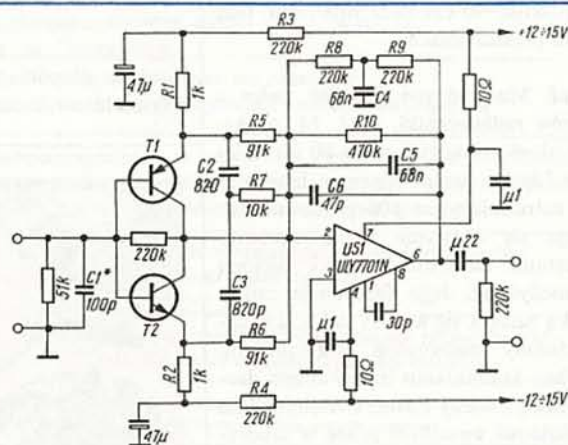 R3
220k
+12÷15V
47μ
R1
1k
R8
220k
R9
220k
68n
C4
10Ω
R5
91k
R10
470k
T1
C2
820
R7
10k
C6
47p
C5
68n
μ1
220k
2
7
US1
ULY7701N
6
μ22
3
4
1
8
51k
C1*
100p
T2
C3
820p
μ1
30p
220k
R6
91k
10Ω
R2
1k
R4
220k
-12÷15V
47μ